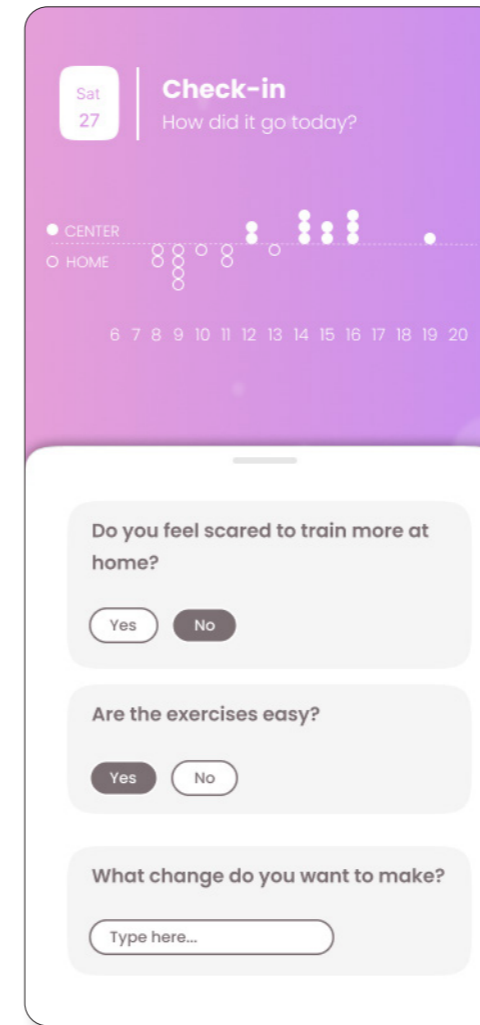 Sat
27
Check-in
How did it go today?
CENTER
HOME
6 7 8 9 10 11 12 13 14 15 16 17 18 19 20
Do you feel scared to train more at
home?
Yes No
Are the exercises easy?
Yes No
What change do you want to make?
Type here...